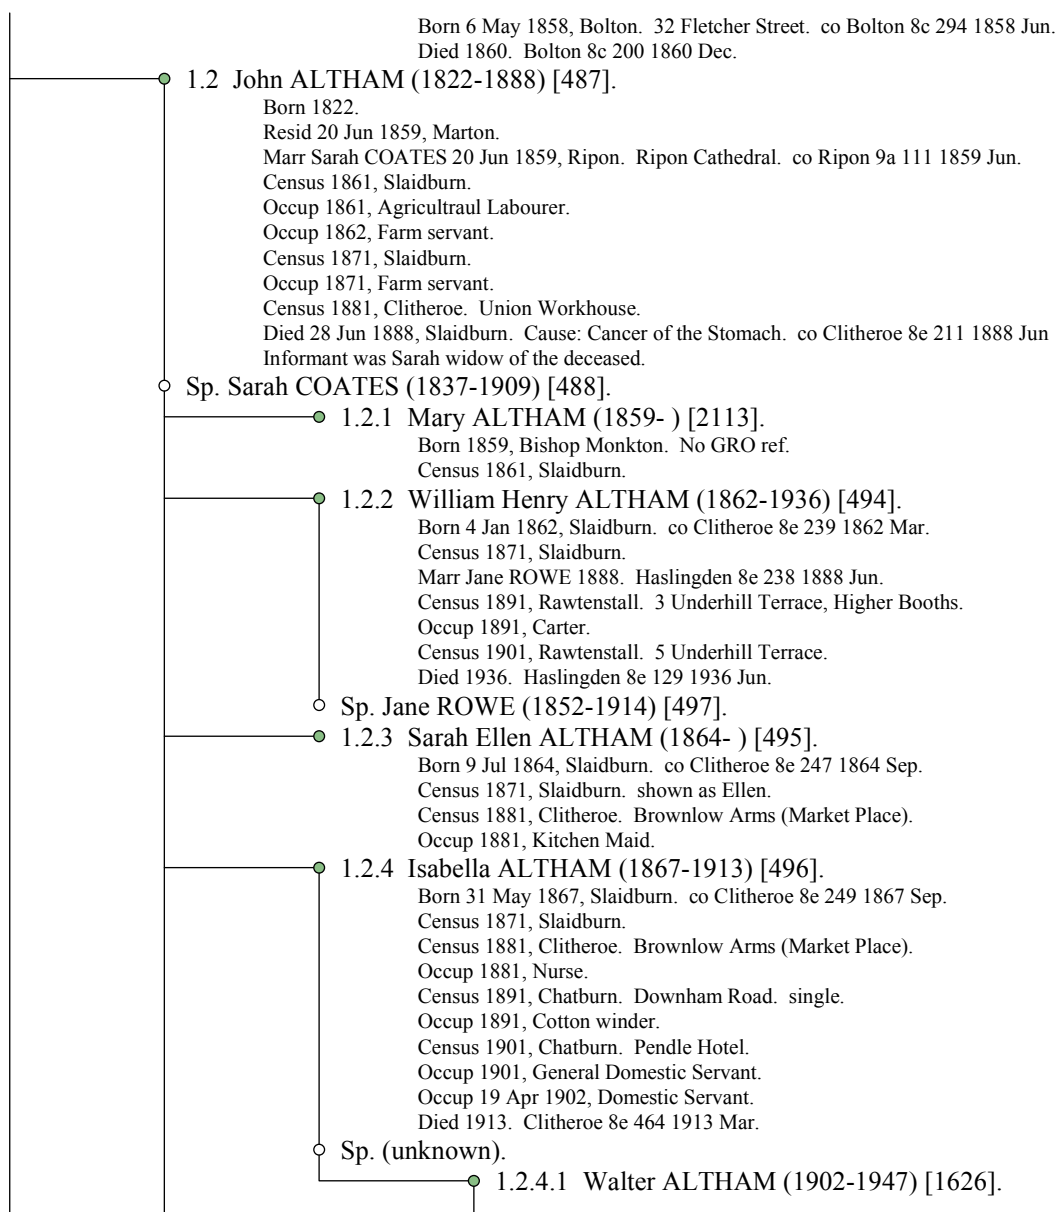 Born 6 May 1858, Bolton.  32 Fletcher Street.  co Bolton 8c 294 1858 Jun.
Died 1860.  Bolton 8c 200 1860 Dec.
1.2  John ALTHAM (1822-1888) [487].
Born 1822.
Resid 20 Jun 1859, Marton.
Marr Sarah COATES 20 Jun 1859, Ripon.  Ripon Cathedral.  co Ripon 9a 111 1859 Jun.
Census 1861, Slaidburn.
Occup 1861, Agricultraul Labourer.
Occup 1862, Farm servant.
Census 1871, Slaidburn.
Occup 1871, Farm servant.
Census 1881, Clitheroe.  Union Workhouse.
Died 28 Jun 1888, Slaidburn.  Cause: Cancer of the Stomach.  co Clitheroe 8e 211 1888 Jun
Informant was Sarah widow of the deceased.
Sp. Sarah COATES (1837-1909) [488].
1.2.1  Mary ALTHAM (1859- ) [2113].
Born 1859, Bishop Monkton.  No GRO ref.
Census 1861, Slaidburn.
1.2.2  William Henry ALTHAM (1862-1936) [494].
Born 4 Jan 1862, Slaidburn.  co Clitheroe 8e 239 1862 Mar.
Census 1871, Slaidburn.
Marr Jane ROWE 1888.  Haslingden 8e 238 1888 Jun.
Census 1891, Rawtenstall.  3 Underhill Terrace, Higher Booths.
Occup 1891, Carter.
Census 1901, Rawtenstall.  5 Underhill Terrace.
Died 1936.  Haslingden 8e 129 1936 Jun.
Sp. Jane ROWE (1852-1914) [497].
1.2.3  Sarah Ellen ALTHAM (1864- ) [495].
Born 9 Jul 1864, Slaidburn.  co Clitheroe 8e 247 1864 Sep.
Census 1871, Slaidburn.  shown as Ellen.
Census 1881, Clitheroe.  Brownlow Arms (Market Place).
Occup 1881, Kitchen Maid.
1.2.4  Isabella ALTHAM (1867-1913) [496].
Born 31 May 1867, Slaidburn.  co Clitheroe 8e 249 1867 Sep.
Census 1871, Slaidburn.
Census 1881, Clitheroe.  Brownlow Arms (Market Place).
Occup 1881, Nurse.
Census 1891, Chatburn.  Downham Road.  single.
Occup 1891, Cotton winder.
Census 1901, Chatburn.  Pendle Hotel.
Occup 1901, General Domestic Servant.
Occup 19 Apr 1902, Domestic Servant.
Died 1913.  Clitheroe 8e 464 1913 Mar.
Sp. (unknown).
1.2.4.1  Walter ALTHAM (1902-1947) [1626].